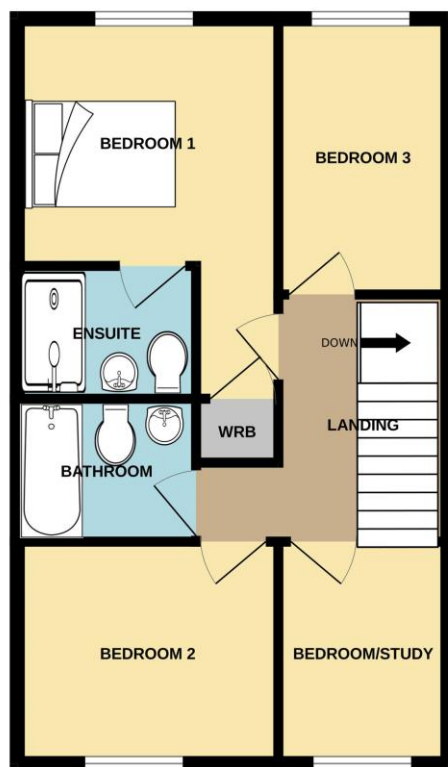 BEDROOM 1
BEDROOM 3
ENSUITE
DOWN
WRB
LANDING
BATHROOM
BEDROOM 2
BEDROOM/STUDY